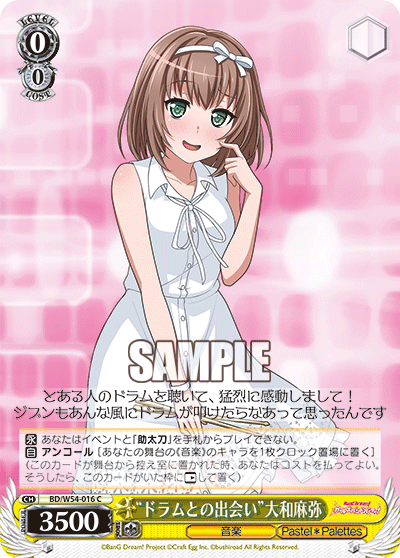 LEVEL
0
0
COST
SAMPLE
とある人のドラムを聴いて、猛烈に感動しまして！
ジブンもあんな風にドラムが叩けたらなあって思ったんです
永 あなたはイベントと『助太刀』を手札からプレイできない。
自 アンコール ［あなたの舞台の《音楽》のキャラを1枚クロック置場に置く］
（このカードが舞台から控え室に置かれた時、あなたはコストを払ってよい。
そうしたら、このカードがいた枠に して置く）
CH BD/W54-016 C
3500
“ドラムとの出会い”大和麻弥
音楽
Pastel＊Palettes
©BanG Dream! Project ©Craft Egg Inc. ©bushiroad All Rights Reserved.